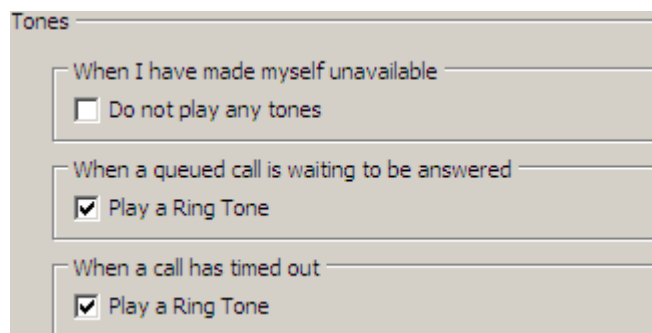 Tones
When I have made myself unavailable
Do not play any tones
When a queued call is waiting to be answered
Play a Ring Tone
When a call has timed out
Play a Ring Tone